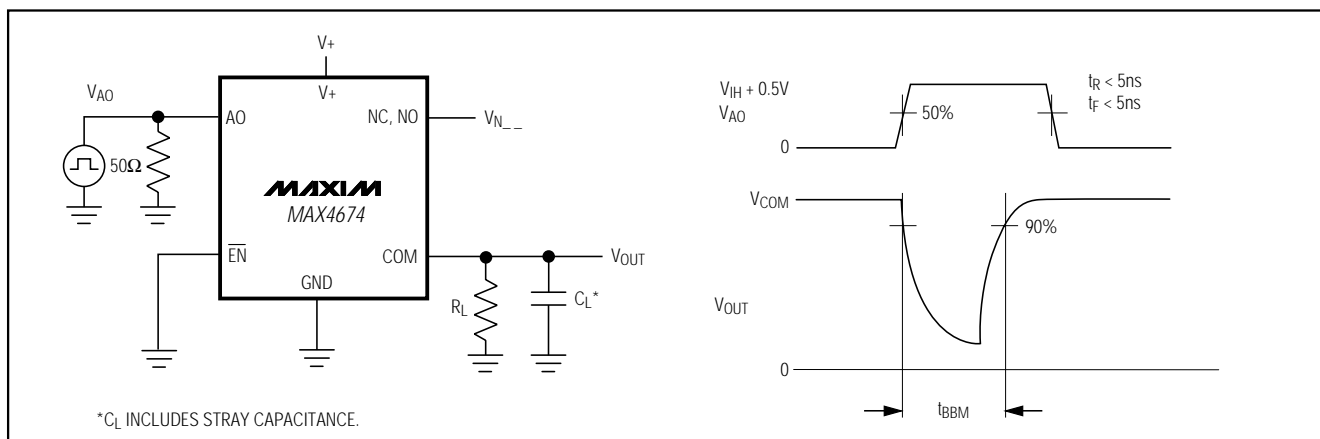 V+
V+
VAO
AO
NC, NO
VN_ _
50Ω
MAXIM
MAX4674
EN
COM
VOUT
GND
RL
CL*
*CL INCLUDES STRAY CAPACITANCE.
VIH + 0.5V
VAO
50%
0
tR < 5ns
tF < 5ns
VCOM
90%
VOUT
0
tBBM